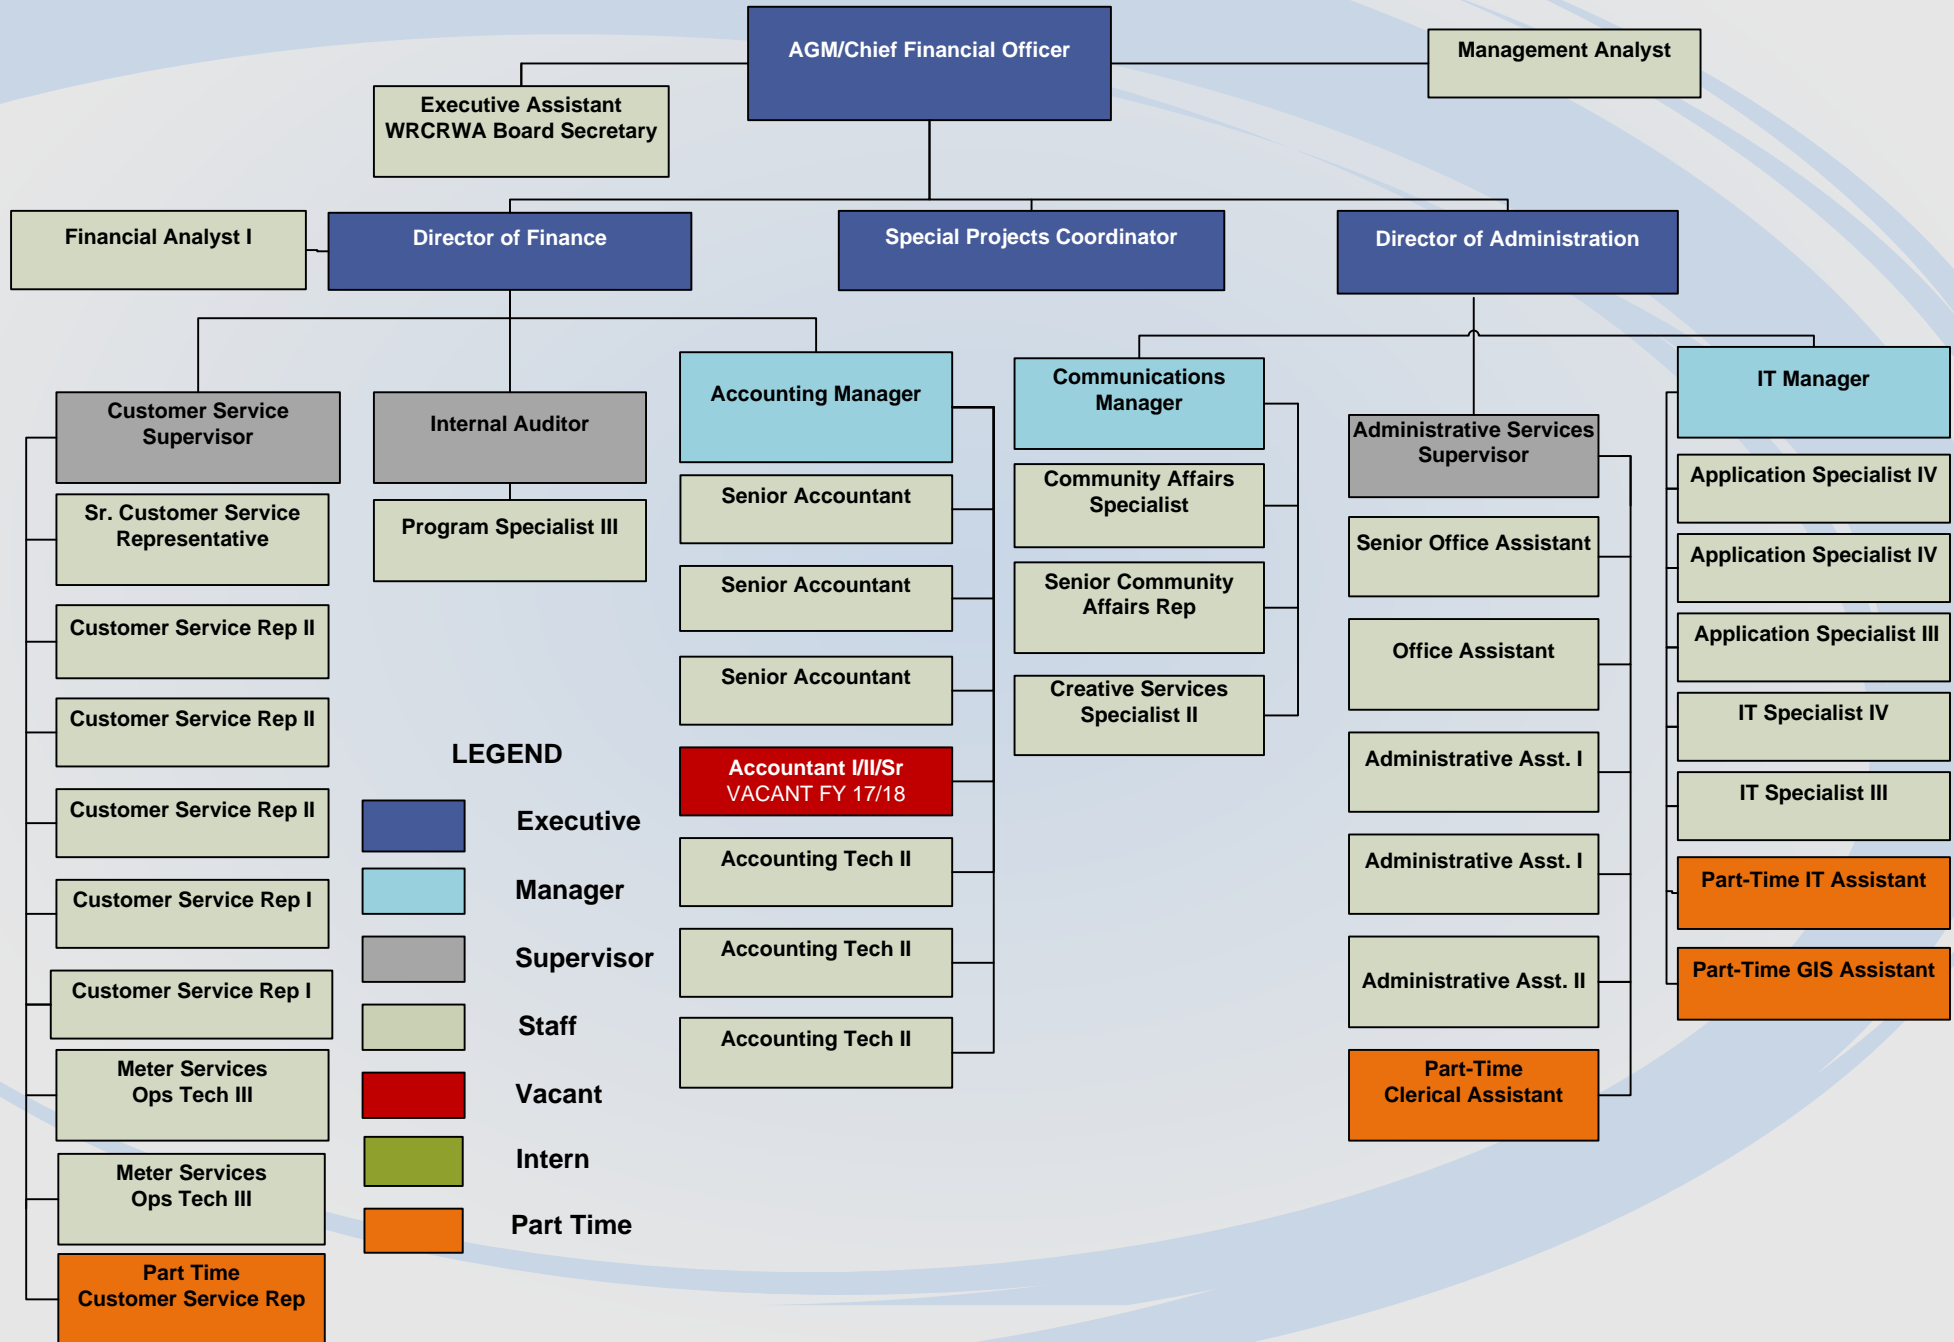 AGM/Chief Financial Officer
Management Analyst
Executive Assistant
WRCRWA Board Secretary
Financial Analyst I
Director of Finance
Special Projects Coordinator
Director of Administration
Customer Service
Supervisor
Sr. Customer Service
Representative
Customer Service Rep II
Customer Service Rep II
Customer Service Rep II
Customer Service Rep I
Customer Service Rep I
Meter Services
Ops Tech III
Meter Services
Ops Tech III
Part Time
Customer Service Rep
Internal Auditor
Program Specialist III
Accounting Manager
Senior Accountant
Senior Accountant
Senior Accountant
Accountant I/II/Sr
VACANT FY 17/18
Accounting Tech II
Accounting Tech II
Accounting Tech II
Communications
Manager
Community Affairs
Specialist
Senior Community
Affairs Rep
Creative Services
Specialist II
Administrative Services
Supervisor
Senior Office Assistant
Office Assistant
Administrative Asst. I
Administrative Asst. I
Administrative Asst. II
Part-Time
Clerical Assistant
IT Manager
Application Specialist IV
Application Specialist IV
Application Specialist III
IT Specialist IV
IT Specialist III
Part-Time IT Assistant
Part-Time GIS Assistant
LEGEND
Executive
Manager
Supervisor
Staff
Vacant
Intern
Part Time